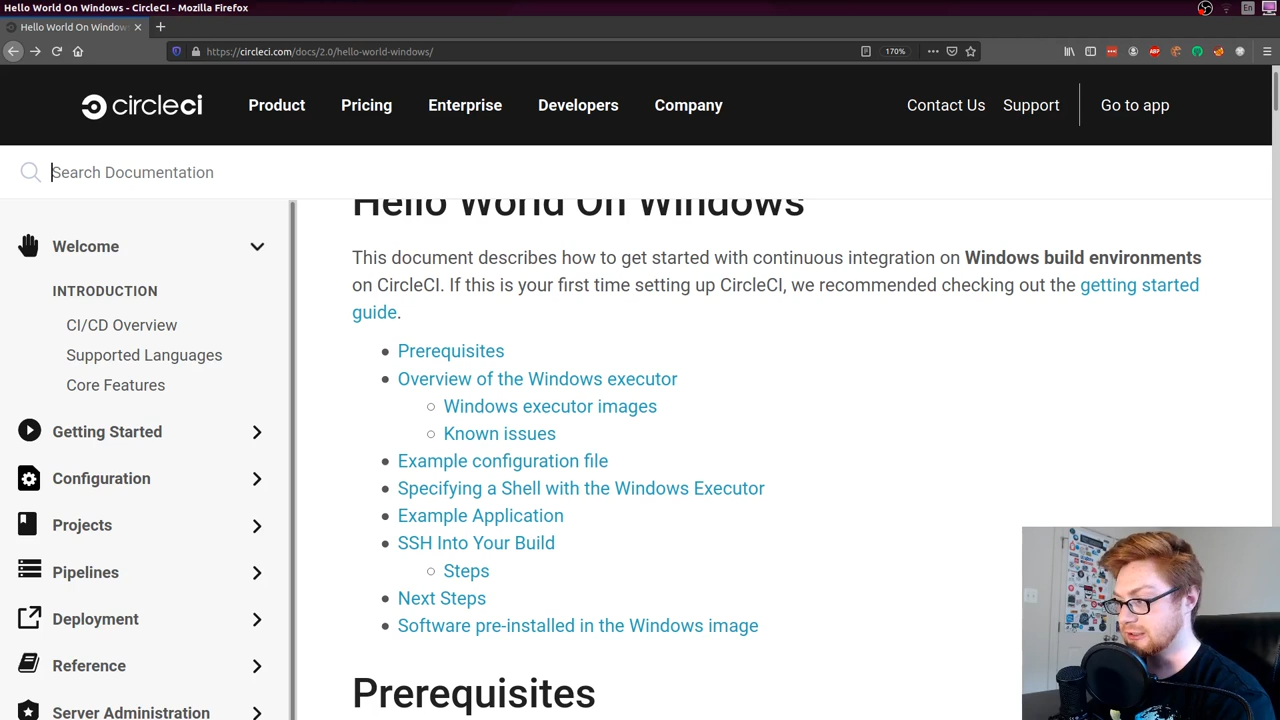 Hello World On Windows - CircleCI - Mozilla Firefox
En
Hello World On Windows
https://circleci.com/docs/2.0/hello-world-windows/
170%
ABP
circleci
Product
Pricing
Enterprise
Developers
Company
Contact Us
Support
Go to app
Search Documentation
Welcome
INTRODUCTION
CI/CD Overview
Supported Languages
Core Features
Getting Started
Configuration
Projects
Pipelines
Deployment
Reference
Server Administration
Hello World On Windows
This document describes how to get started with continuous integration on Windows build environments
on CircleCI. If this is your first time setting up CircleCI, we recommended checking out the getting started
guide.
Prerequisites
Overview of the Windows executor
Windows executor images
Known issues
Example configuration file
Specifying a Shell with the Windows Executor
Example Application
SSH Into Your Build
Steps
Next Steps
Software pre-installed in the Windows image
Prerequisites